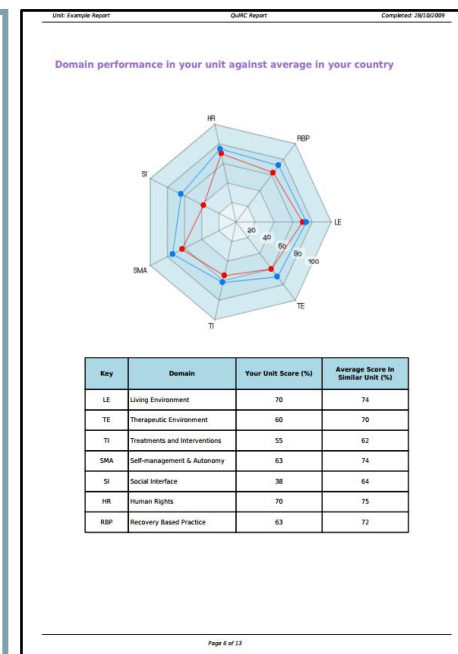 Unit: Example Report QuIRC Report Completed: 28/10/2009
Domain performance in your unit against average in your country
HR
RBP
SI
LE
20
40
60
80
100
SMA
TE
TI
Key Domain Your Unit Score (%) Average Score In Similar Unit (%)
LE Living Environment 70 74
TE Therapeutic Environment 60 70
TI Treatments and Interventions 55 62
SMA Self-management & Autonomy 63 74
SI Social Interface 38 64
HR Human Rights 70 75
RBP Recovery Based Practice 63 72
Page 6 of 13